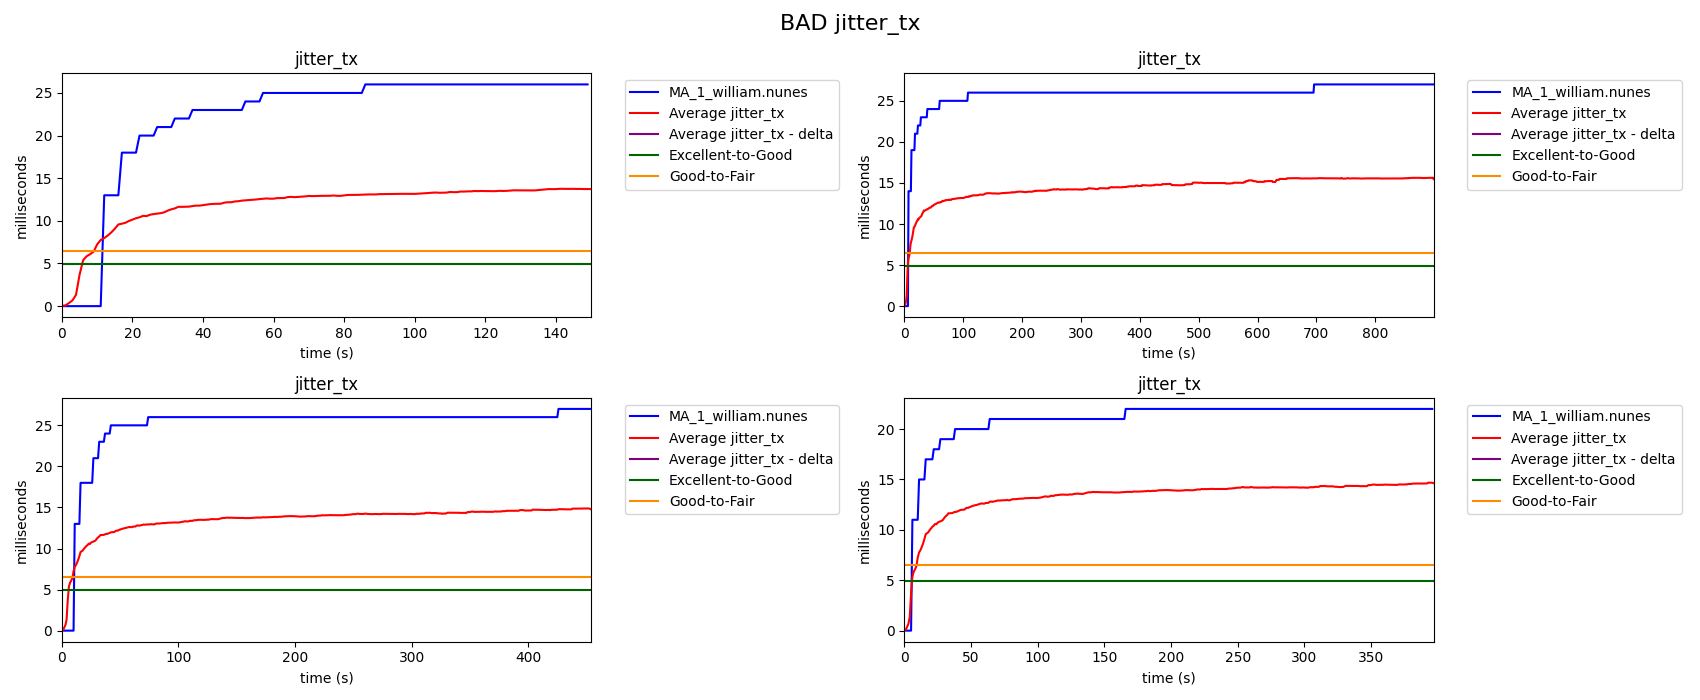 BAD jitter_tx
jitter_tx
milliseconds
25
20
15
10
5
0
0 20 40 60 80 100 120 140
time (s)
MA_1_william.nunes
Average jitter_tx
Average jitter_tx - delta
Excellent-to-Good
Good-to-Fair
jitter_tx
milliseconds
25
20
15
10
5
0
0 100 200 300 400 500 600 700 800
time (s)
MA_1_william.nunes
Average jitter_tx
Average jitter_tx - delta
Excellent-to-Good
Good-to-Fair
jitter_tx
milliseconds
25
20
15
10
5
0
0 100 200 300 400
time (s)
MA_1_william.nunes
Average jitter_tx
Average jitter_tx - delta
Excellent-to-Good
Good-to-Fair
jitter_tx
milliseconds
20
15
10
5
0
0 50 100 150 200 250 300 350
time (s)
MA_1_william.nunes
Average jitter_tx
Average jitter_tx - delta
Excellent-to-Good
Good-to-Fair